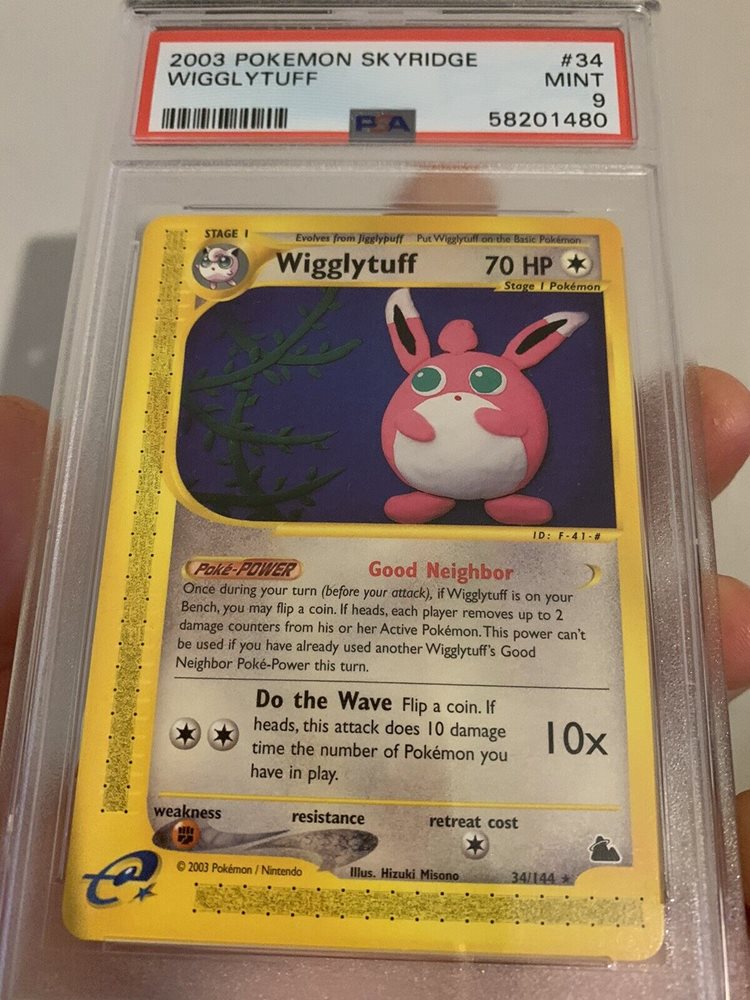 2003 POKEMON SKYRIDGE #34
WIGGLYTUFF MINT
9
PSA 58201480
STAGE 1 Evolves from Jigglypuff Put Wigglytuff on the Basic Pokémon
Wigglytuff 70 HP
Stage 1 Pokémon
ID: F-41-#
Poké-POWER Good Neighbor
Once during your turn (before your attack), if Wigglytuff is on your
Bench, you may flip a coin. If heads, each player removes up to 2
damage counters from his or her Active Pokémon. This power can't
be used if you have already used another Wigglytuff's Good
Neighbor Poké-Power this turn.
Do the Wave Flip a coin. If
heads, this attack does 10 damage
time the number of Pokémon you
have in play.
10x
weakness resistance retreat cost
© 2003 Pokémon / Nintendo Illus. Hizuki Misono 34/144 ★
e